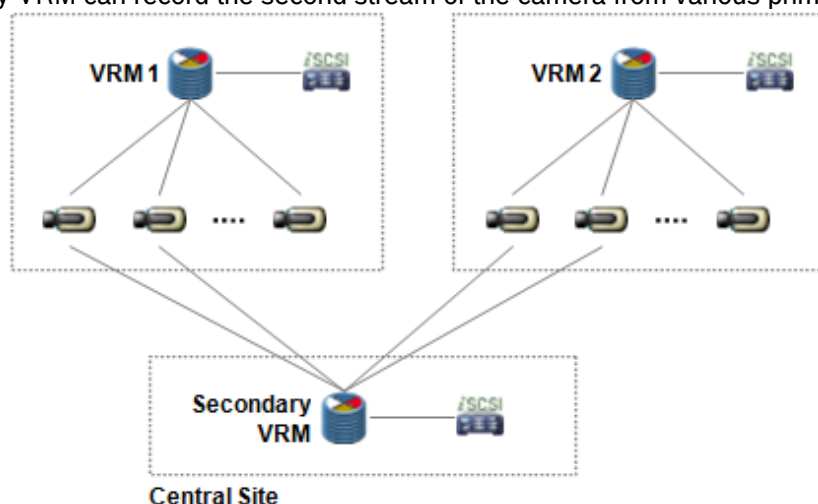 VRM can record the second stream of the camera from various
VRM 1
iSCSI
VRM 2
iSCSI
....
....
Secondary
VRM
iSCSI
Central Site